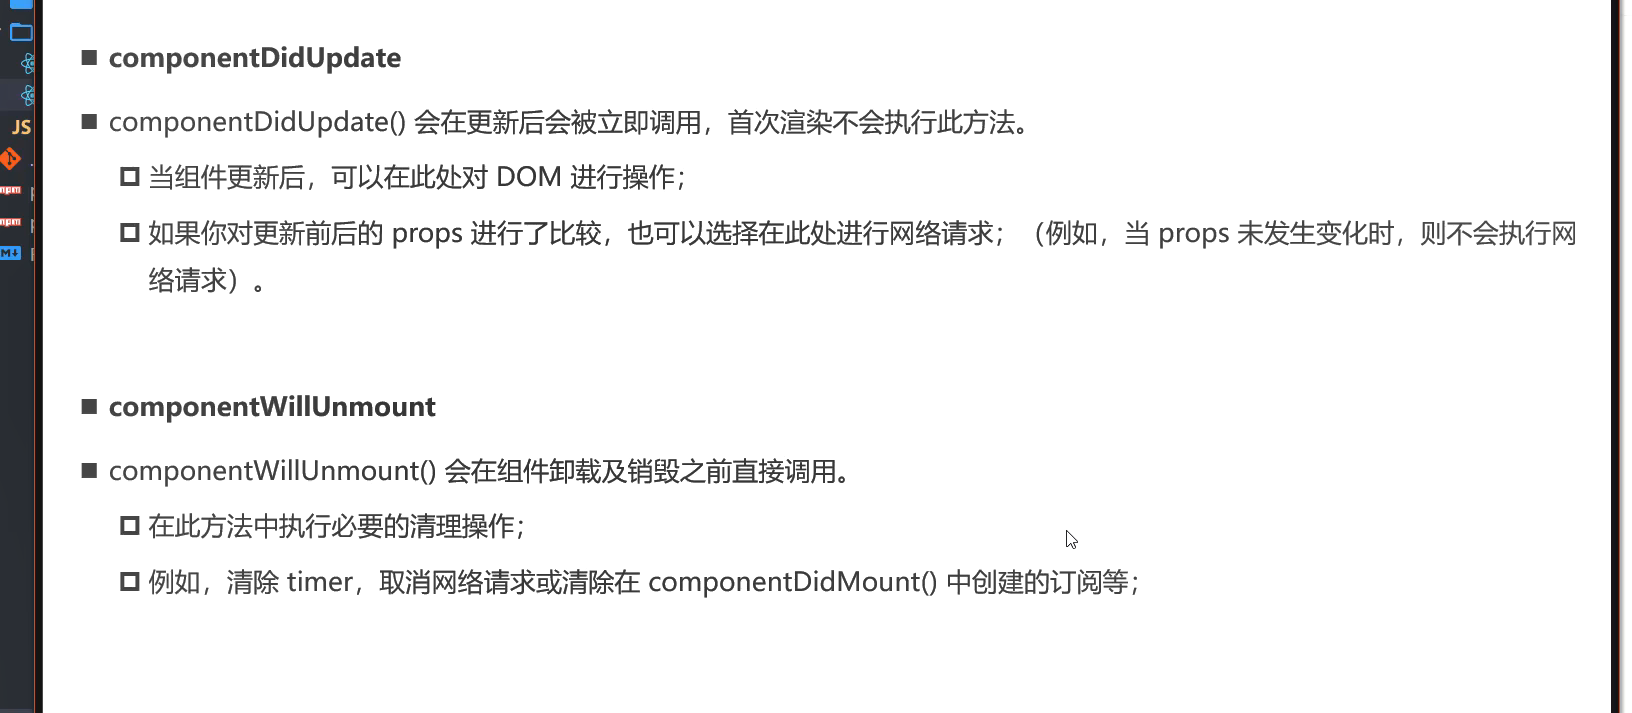 componentDidUpdate
componentDidUpdate() 会在更新后会被立即调用，首次渲染不会执行此方法。
当组件更新后，可以在此处对 DOM 进行操作；
如果你对更新前后的 props 进行了比较，也可以选择在此处进行网络请求；（例如，当 props 未发生变化时，则不会执行网
络请求）。
componentWillUnmount
componentWillUnmount() 会在组件卸载及销毁之前直接调用。
在此方法中执行必要的清理操作；
例如，清除 timer，取消网络请求或清除在 componentDidMount() 中创建的订阅等；
JS
npm
npm
M